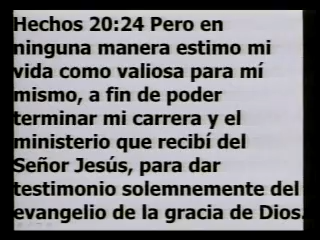 Hechos 20:24 Pero en
ninguna manera estimo mi
vida como valiosa para mí
mismo, a fin de poder
terminar mi carrera y el
ministerio que recibí del
Señor Jesús, para dar
testimonio solemnemente del
evangelio de la gracia de Dios.